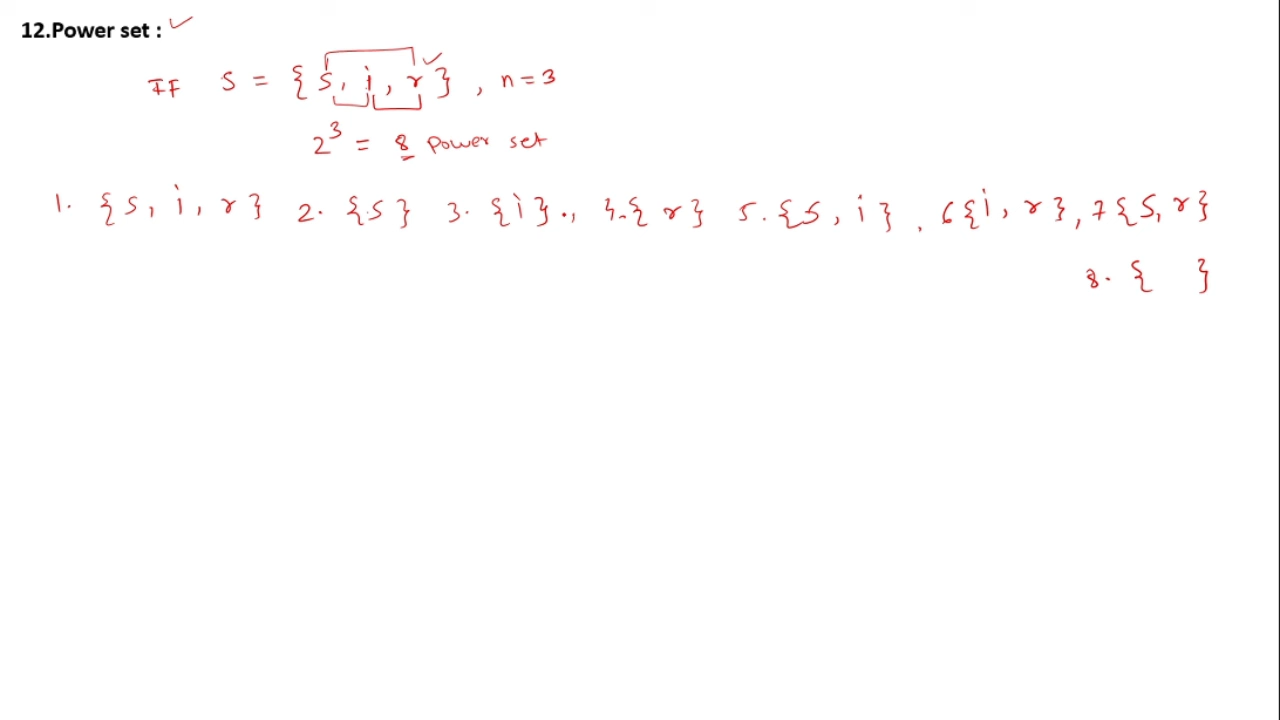 12.Power set :
IF S = { s, i, r } , n = 3
2³ = 8 Power set
1. { s, i, r } 2. { s } 3. { i } ., 4. { r } 5. { s, i } , 6 { i, r } , 7 { s, r }
8. { }